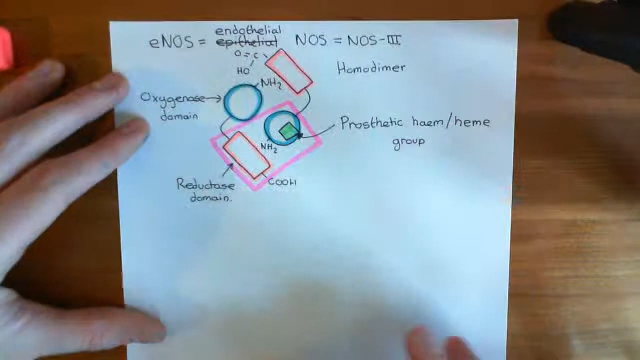 endothelial
eNOS = epithelial NOS = NOS-III
O=C
HO
NH2
Homodimer
Oxygenase
domain
Prosthetic haem/heme
group
NH2
Reductase
domain.
COOH